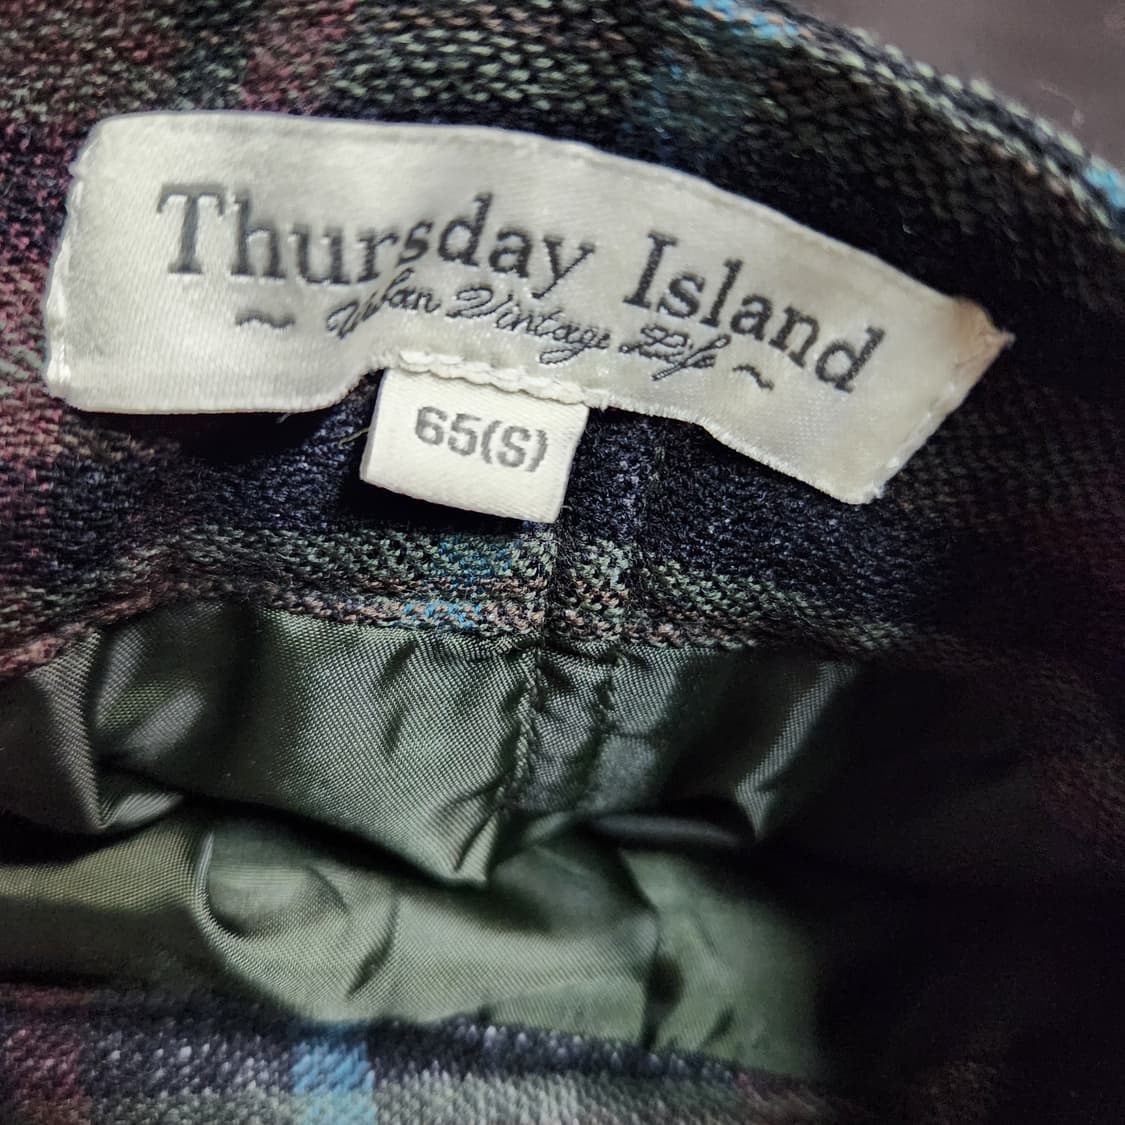 Thursday Island
~ Urban Vintage Life ~
65(S)